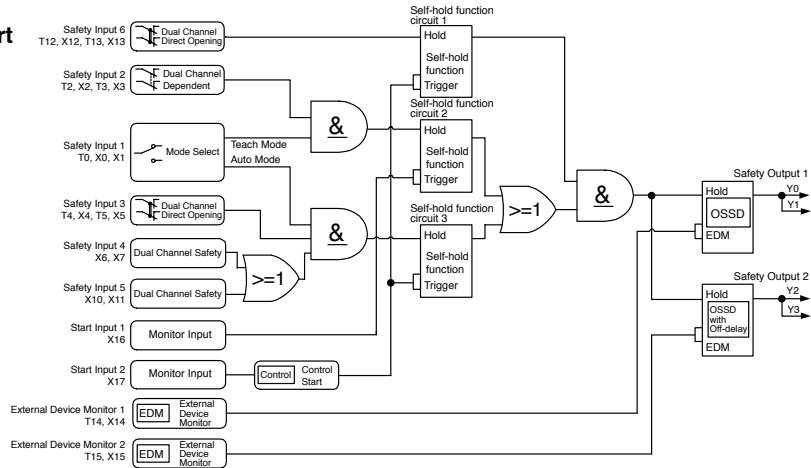 rt
Safety Input 6
T12, X12, T13, X13
Dual Channel
Direct Opening
Safety Input 2
T2, X2, T3, X3
Dual Channel
Dependent
Safety Input 1
T0, X0, X1
Mode Select
Teach Mode
Auto Mode
Safety Input 3
T4, X4, T5, X5
Dual Channel
Direct Opening
Safety Input 4
X6, X7
Dual Channel Safety
Safety Input 5
X10, X11
Dual Channel Safety
Start Input 1
X16
Monitor Input
Start Input 2
X17
Monitor Input
Control
Control
Start
External Device Monitor 1
T14, X14
EDM
External
Device
Monitor
External Device Monitor 2
T15, X15
EDM
External
Device
Monitor
&
&
>=1
Self-hold function
circuit 1
Hold
Self-hold
function
Trigger
Self-hold function
circuit 2
Hold
Self-hold
function
Trigger
Self-hold function
circuit 3
Hold
Self-hold
function
Trigger
>=1
&
Safety Output 1
Hold
OSSD
EDM
Y0
Y1
Safety Output 2
Hold
OSSD
with
Off-delay
EDM
Y2
Y3